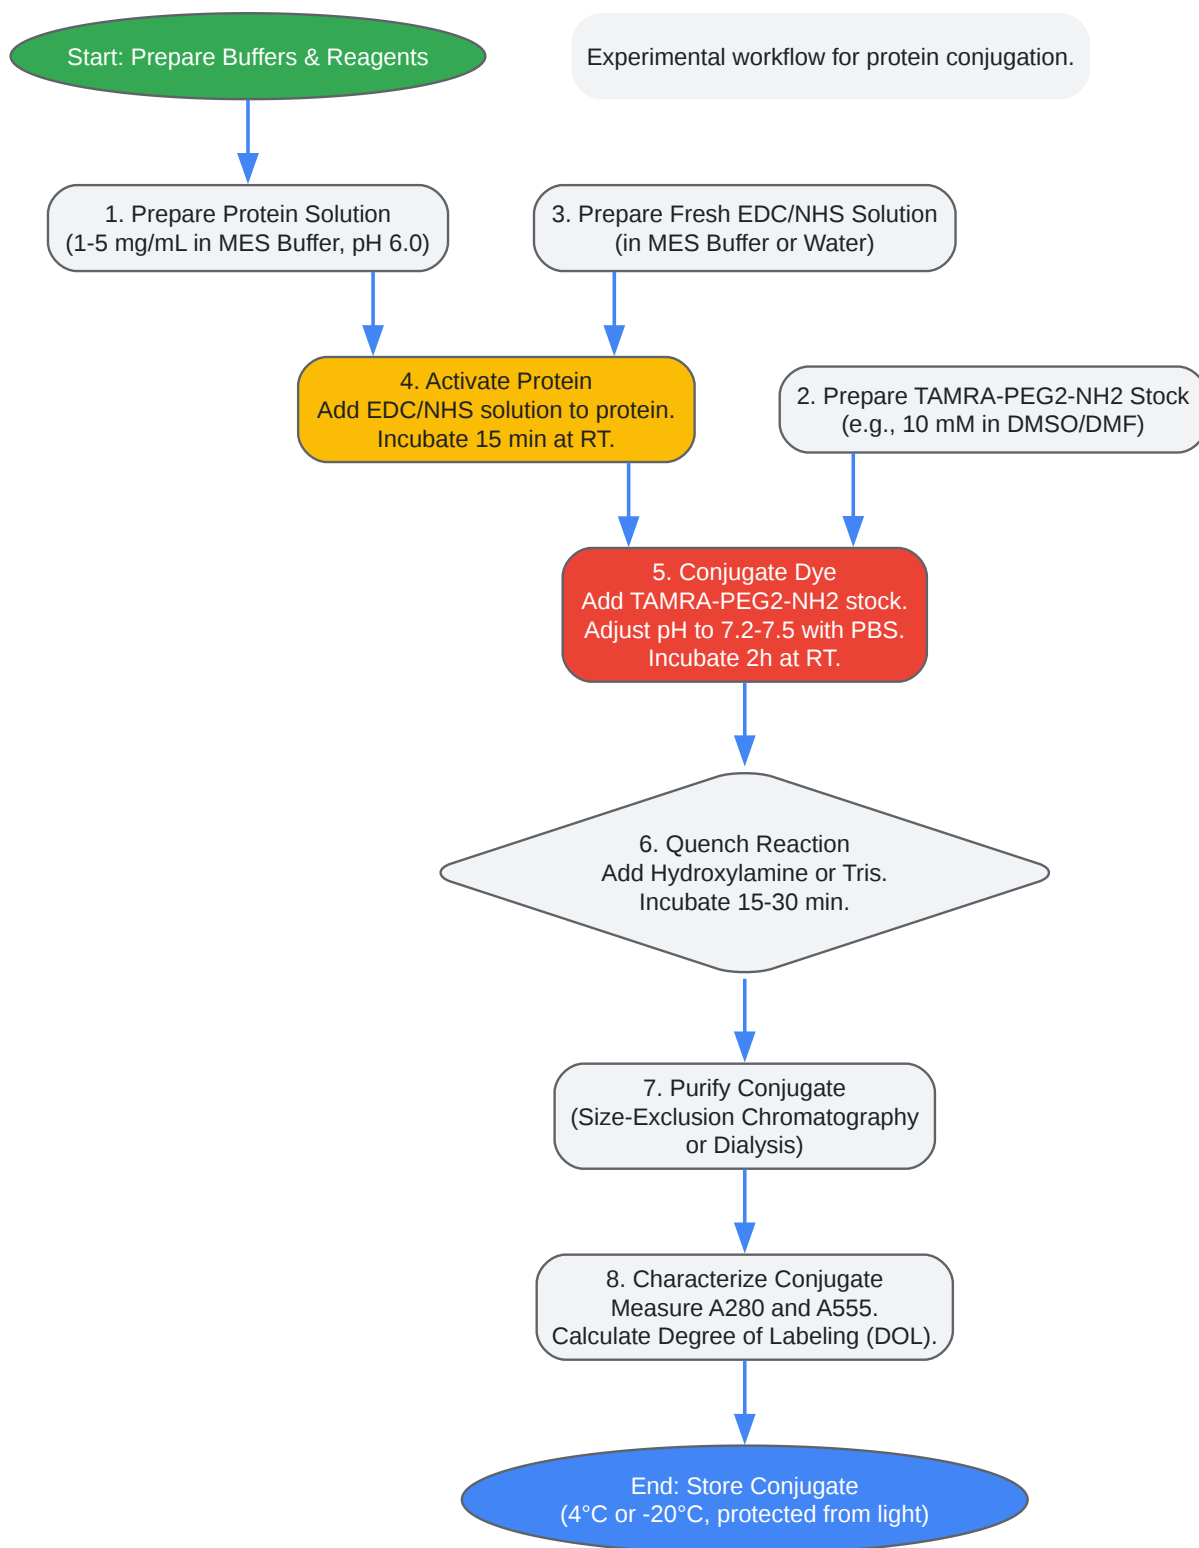 Start: Prepare Buffers & Reagents
Experimental workflow for protein conjugation.
1. Prepare Protein Solution
(1-5 mg/mL in MES Buffer, pH 6.0)
3. Prepare Fresh EDC/NHS Solution
(in MES Buffer or Water)
4. Activate Protein
Add EDC/NHS solution to protein.
Incubate 15 min at RT.
2. Prepare TAMRA-PEG2-NH2 Stock
(e.g., 10 mM in DMSO/DMF)
5. Conjugate Dye
Add TAMRA-PEG2-NH2 stock.
Adjust pH to 7.2-7.5 with PBS.
Incubate 2h at RT.
6. Quench Reaction
Add Hydroxylamine or Tris.
Incubate 15-30 min.
7. Purify Conjugate
(Size-Exclusion Chromatography
or Dialysis)
8. Characterize Conjugate
Measure A280 and A555.
Calculate Degree of Labeling (DOL).
End: Store Conjugate
(4°C or -20°C, protected from light)